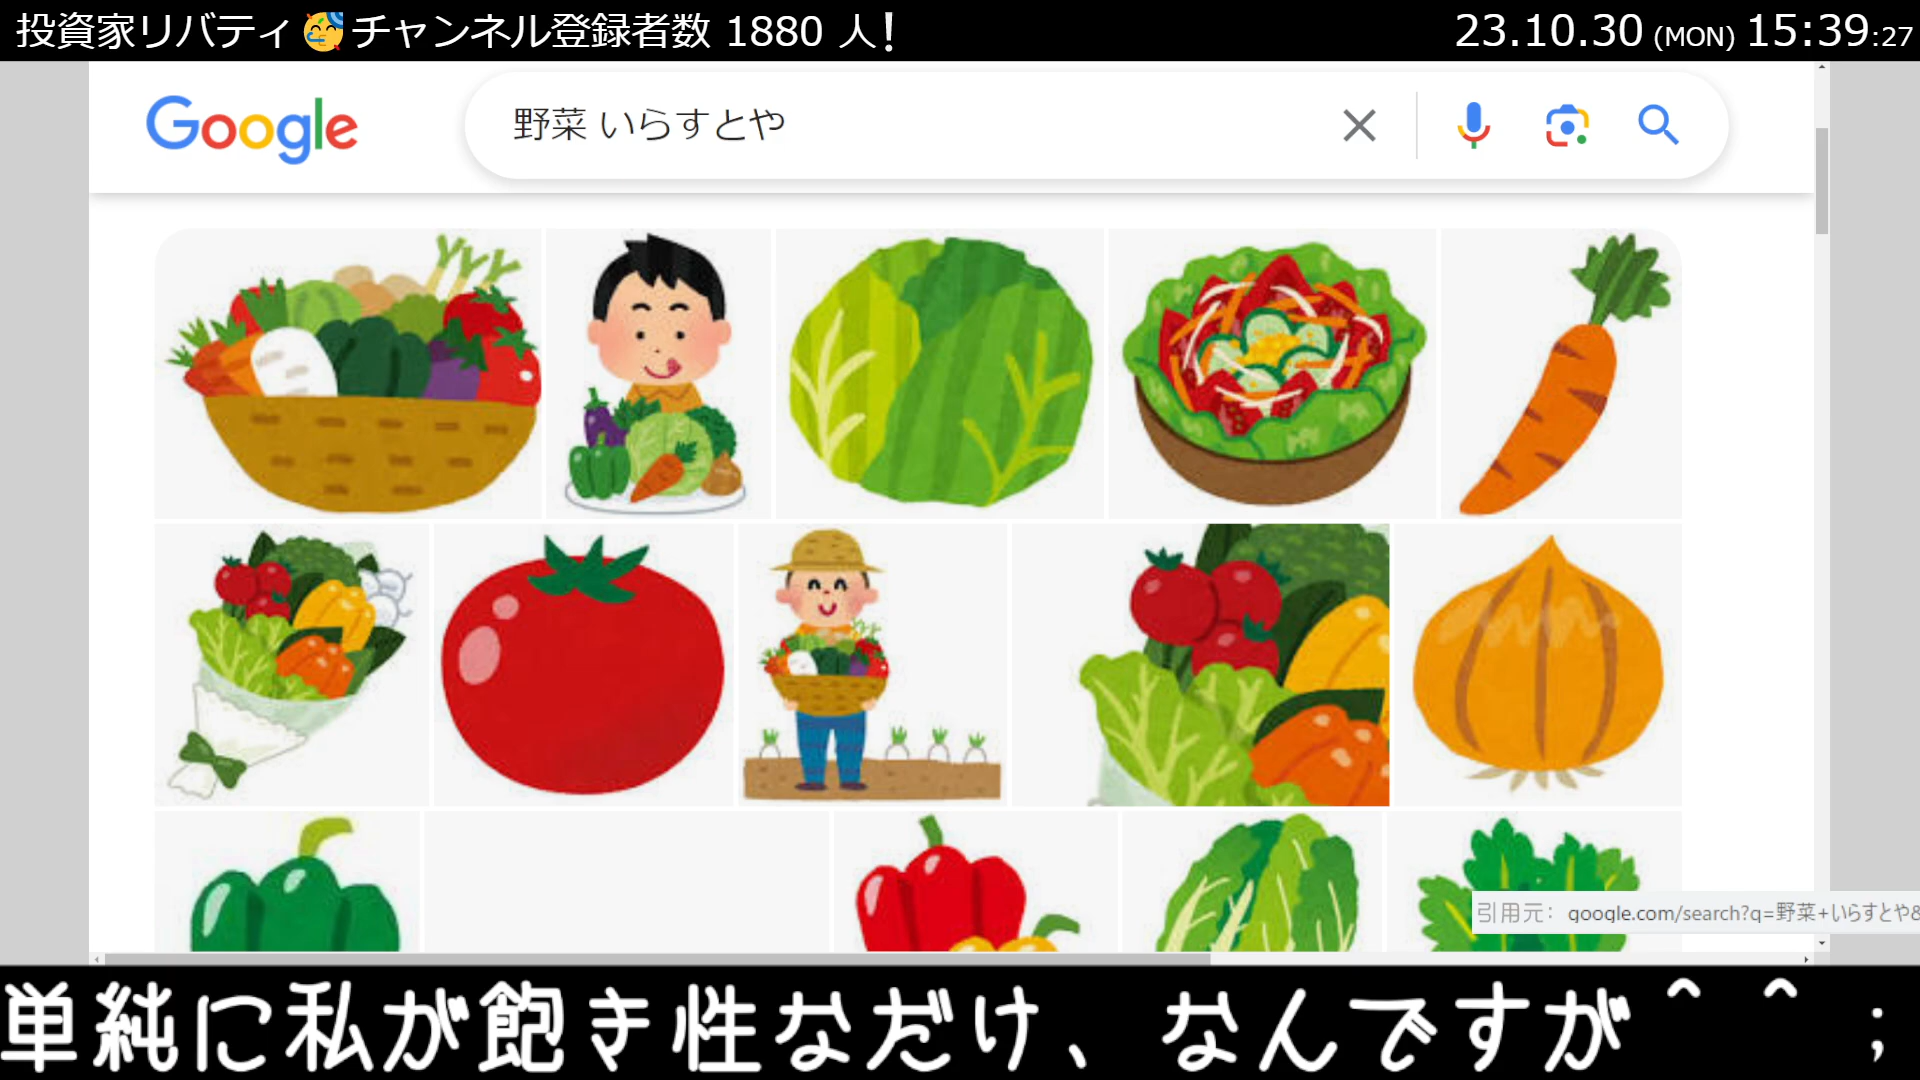 投資家リバティ🥳チャンネル登録者数 1880 人!
23.10.30 (MON) 15:39:27
Google
野菜 いらすとや
引用元: google.com/search?q=野菜+いらすとや&
単純に私が飽き性なだけ、なんですが^ ^ ;